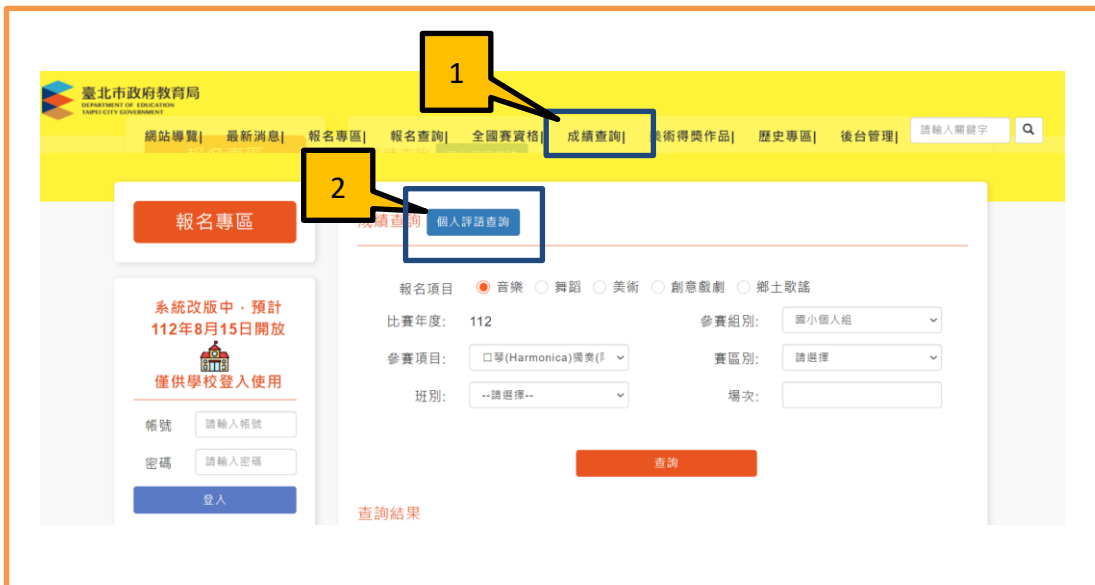 1
臺北市政府教育局
DEPARTMENT OF EDUCATION
TAIPEI CITY GOVERNMENT
網站導覽| 最新消息| 報名專區| 報名查詢| 全國賽資格| 成績查詢| 美術得獎作品| 歷史專區| 後台管理| 請輸入關鍵字
2
報名專區
成績查詢 個人評語查詢
系統改版中，預計
112年8月15日開放
僅供學校登入使用
帳號 請輸入帳號
密碼 請輸入密碼
登入
報名項目 音樂 舞蹈 美術 創意戲劇 鄉土歌謠
比賽年度: 112 參賽組別: 國小個人組
參賽項目: 口琴(Harmonica)獨奏( 賽區別: 請選擇
班別: --請選擇-- 場次:
查詢
查詢結果